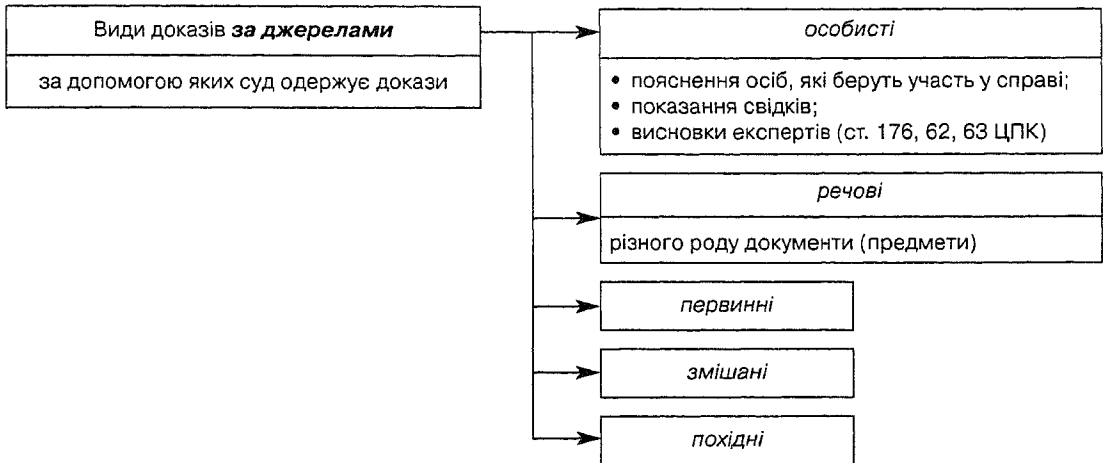 Види доказів за джерелами
за допомогою яких суд одержує докази
особисті
• пояснення осіб, які беруть участь у справі;
• показання свідків;
• висновки експертів (ст. 176, 62, 63 ЦПК)
речові
різного роду документи (предмети)
первинні
змішані
похідні